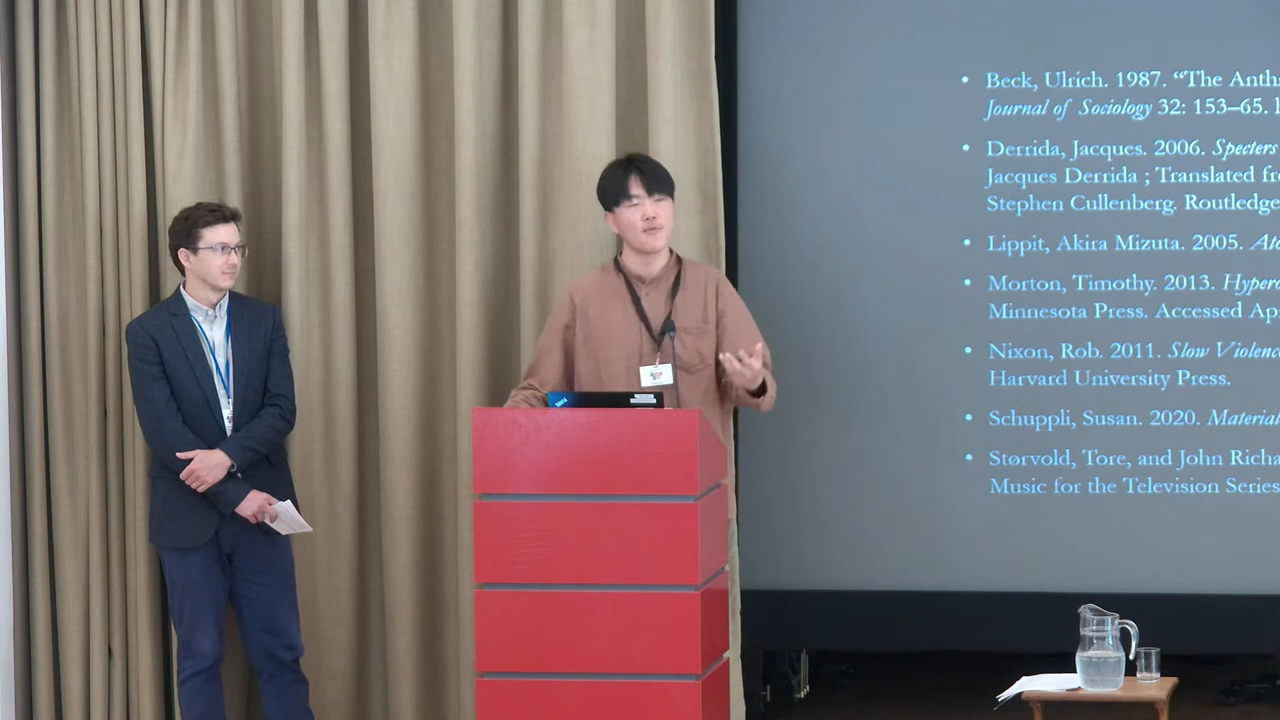 • Beck, Ulrich. 1987. “The Anth
Journal of Sociology 32: 153–65.
• Derrida, Jacques. 2006. Specters
Jacques Derrida ; Translated fr
Stephen Cullenberg. Routledge
• Lippit, Akira Mizuta. 2005.
• Morton, Timothy. 2013. Hypero
Minnesota Press. Accessed Ap
• Nixon, Rob. 2011. Slow Violenc
Harvard University Press.
• Schuppli, Susan. 2020. Material
• Størvold, Tore, and John Richa
Music for the Television Series